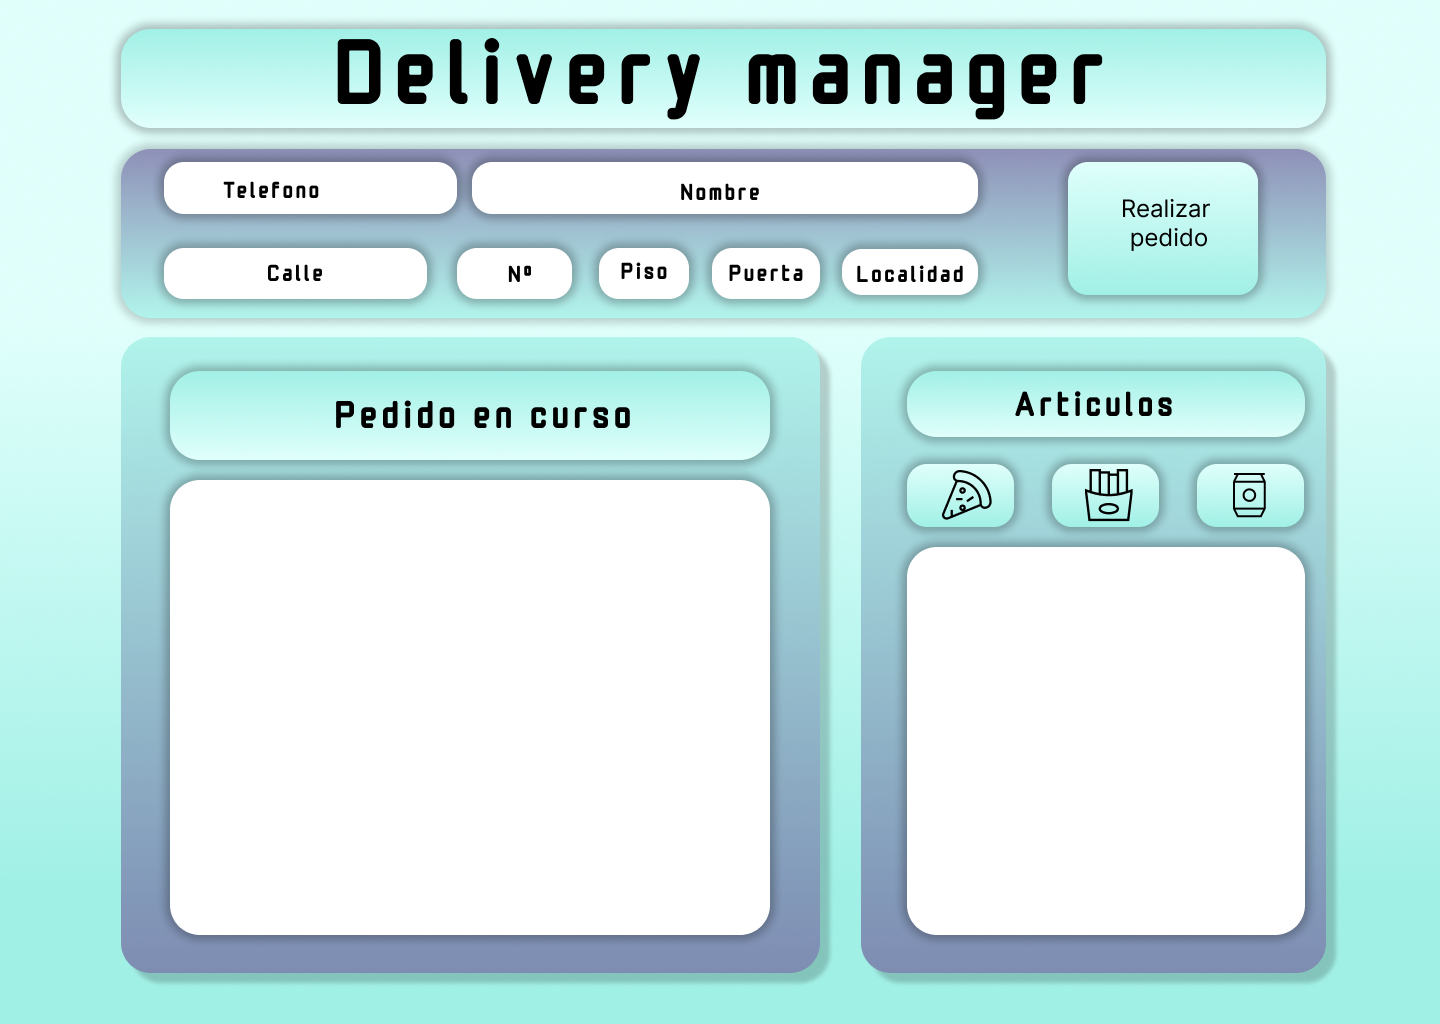 Delivery manager
Telefono
Nombre
Realizar
pedido
Calle
Nº
Piso
Puerta
Localidad
Pedido en curso
Articulos